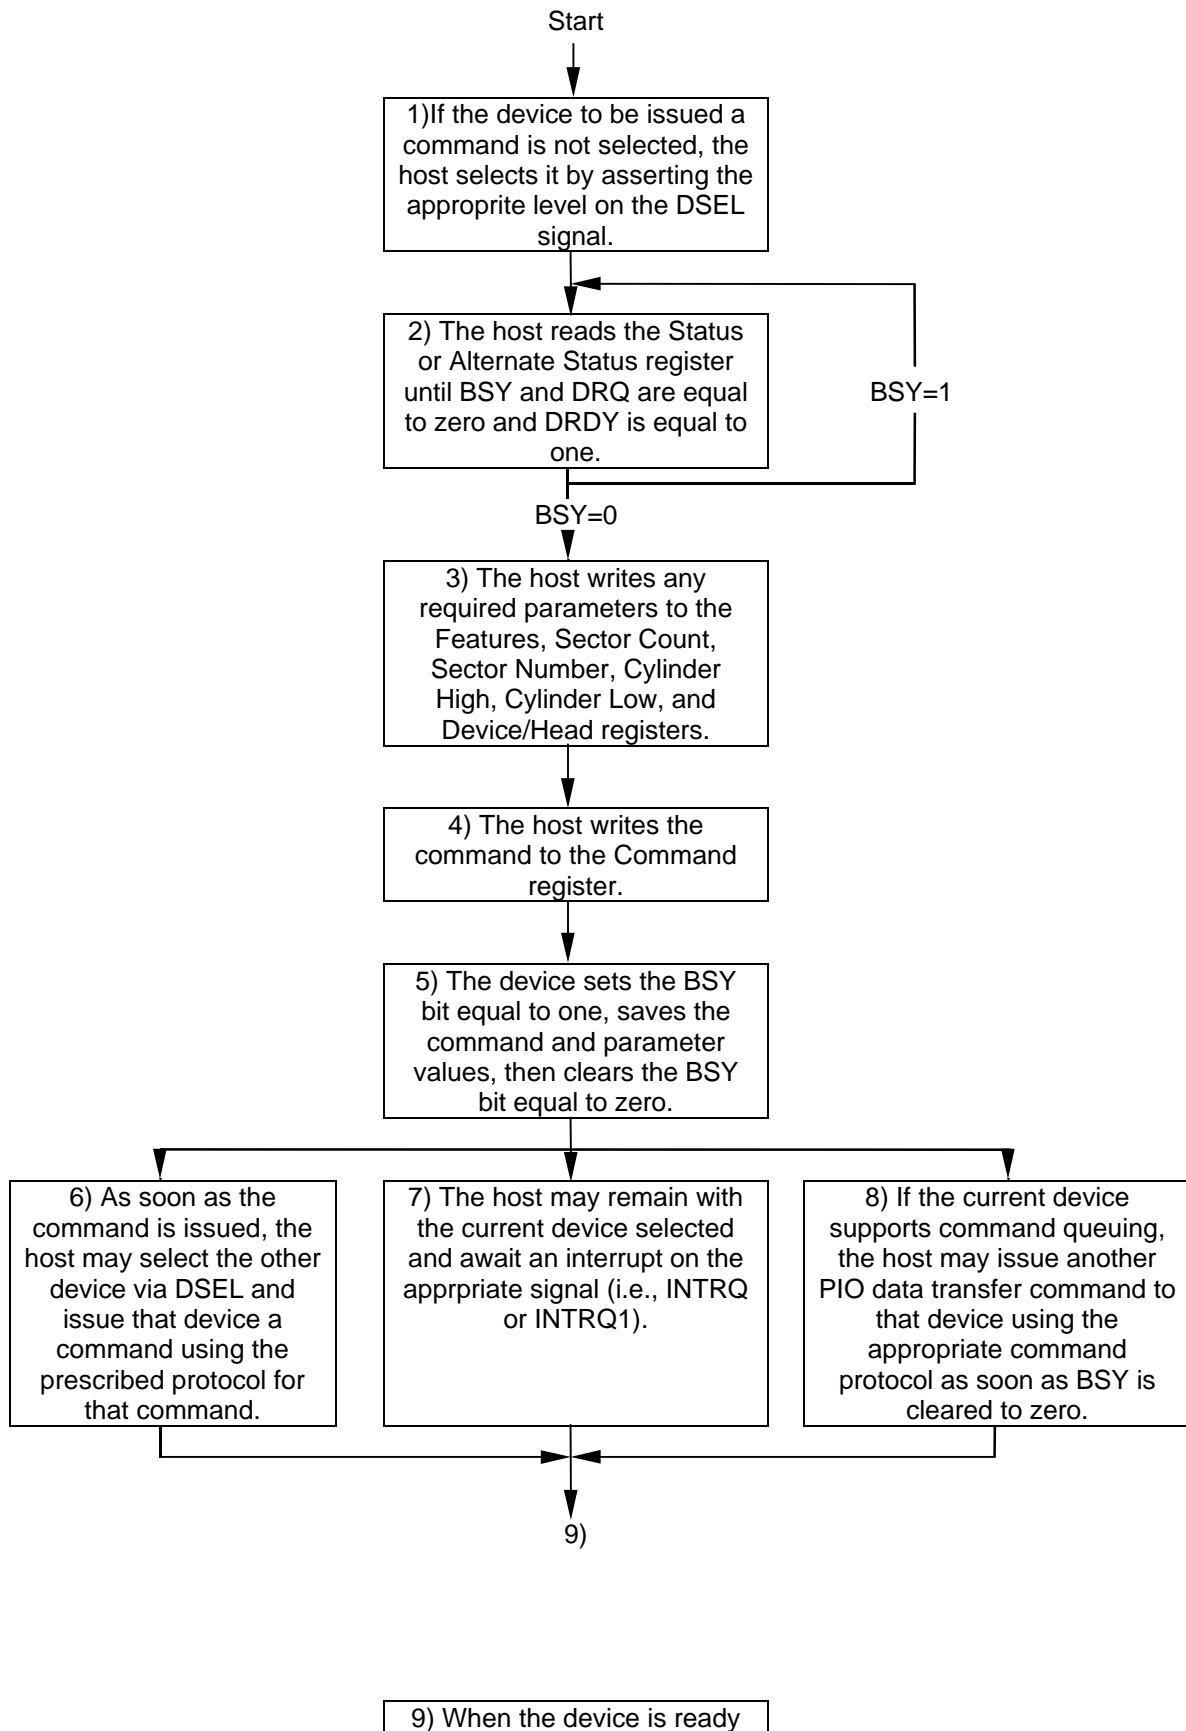 Start
1)If the device to be issued a
command is not selected, the
host selects it by asserting the
approprite level on the DSEL
signal.
2) The host reads the Status
or Alternate Status register
until BSY and DRQ are equal
to zero and DRDY is equal to
one.
BSY=1
BSY=0
3) The host writes any
required parameters to the
Features, Sector Count,
Sector Number, Cylinder
High, Cylinder Low, and
Device/Head registers.
4) The host writes the
command to the Command
register.
5) The device sets the BSY
bit equal to one, saves the
command and parameter
values, then clears the BSY
bit equal to zero.
6) As soon as the
command is issued, the
host may select the other
device via DSEL and
issue that device a
command using the
prescribed protocol for
that command.
7) The host may remain with
the current device selected
and await an interrupt on the
apprpriate signal (i.e., INTRQ
or INTRQ1).
8) If the current device
supports command queuing,
the host may issue another
PIO data transfer command to
that device using the
appropriate command
protocol as soon as BSY is
cleared to zero.
9)
9) When the device is ready